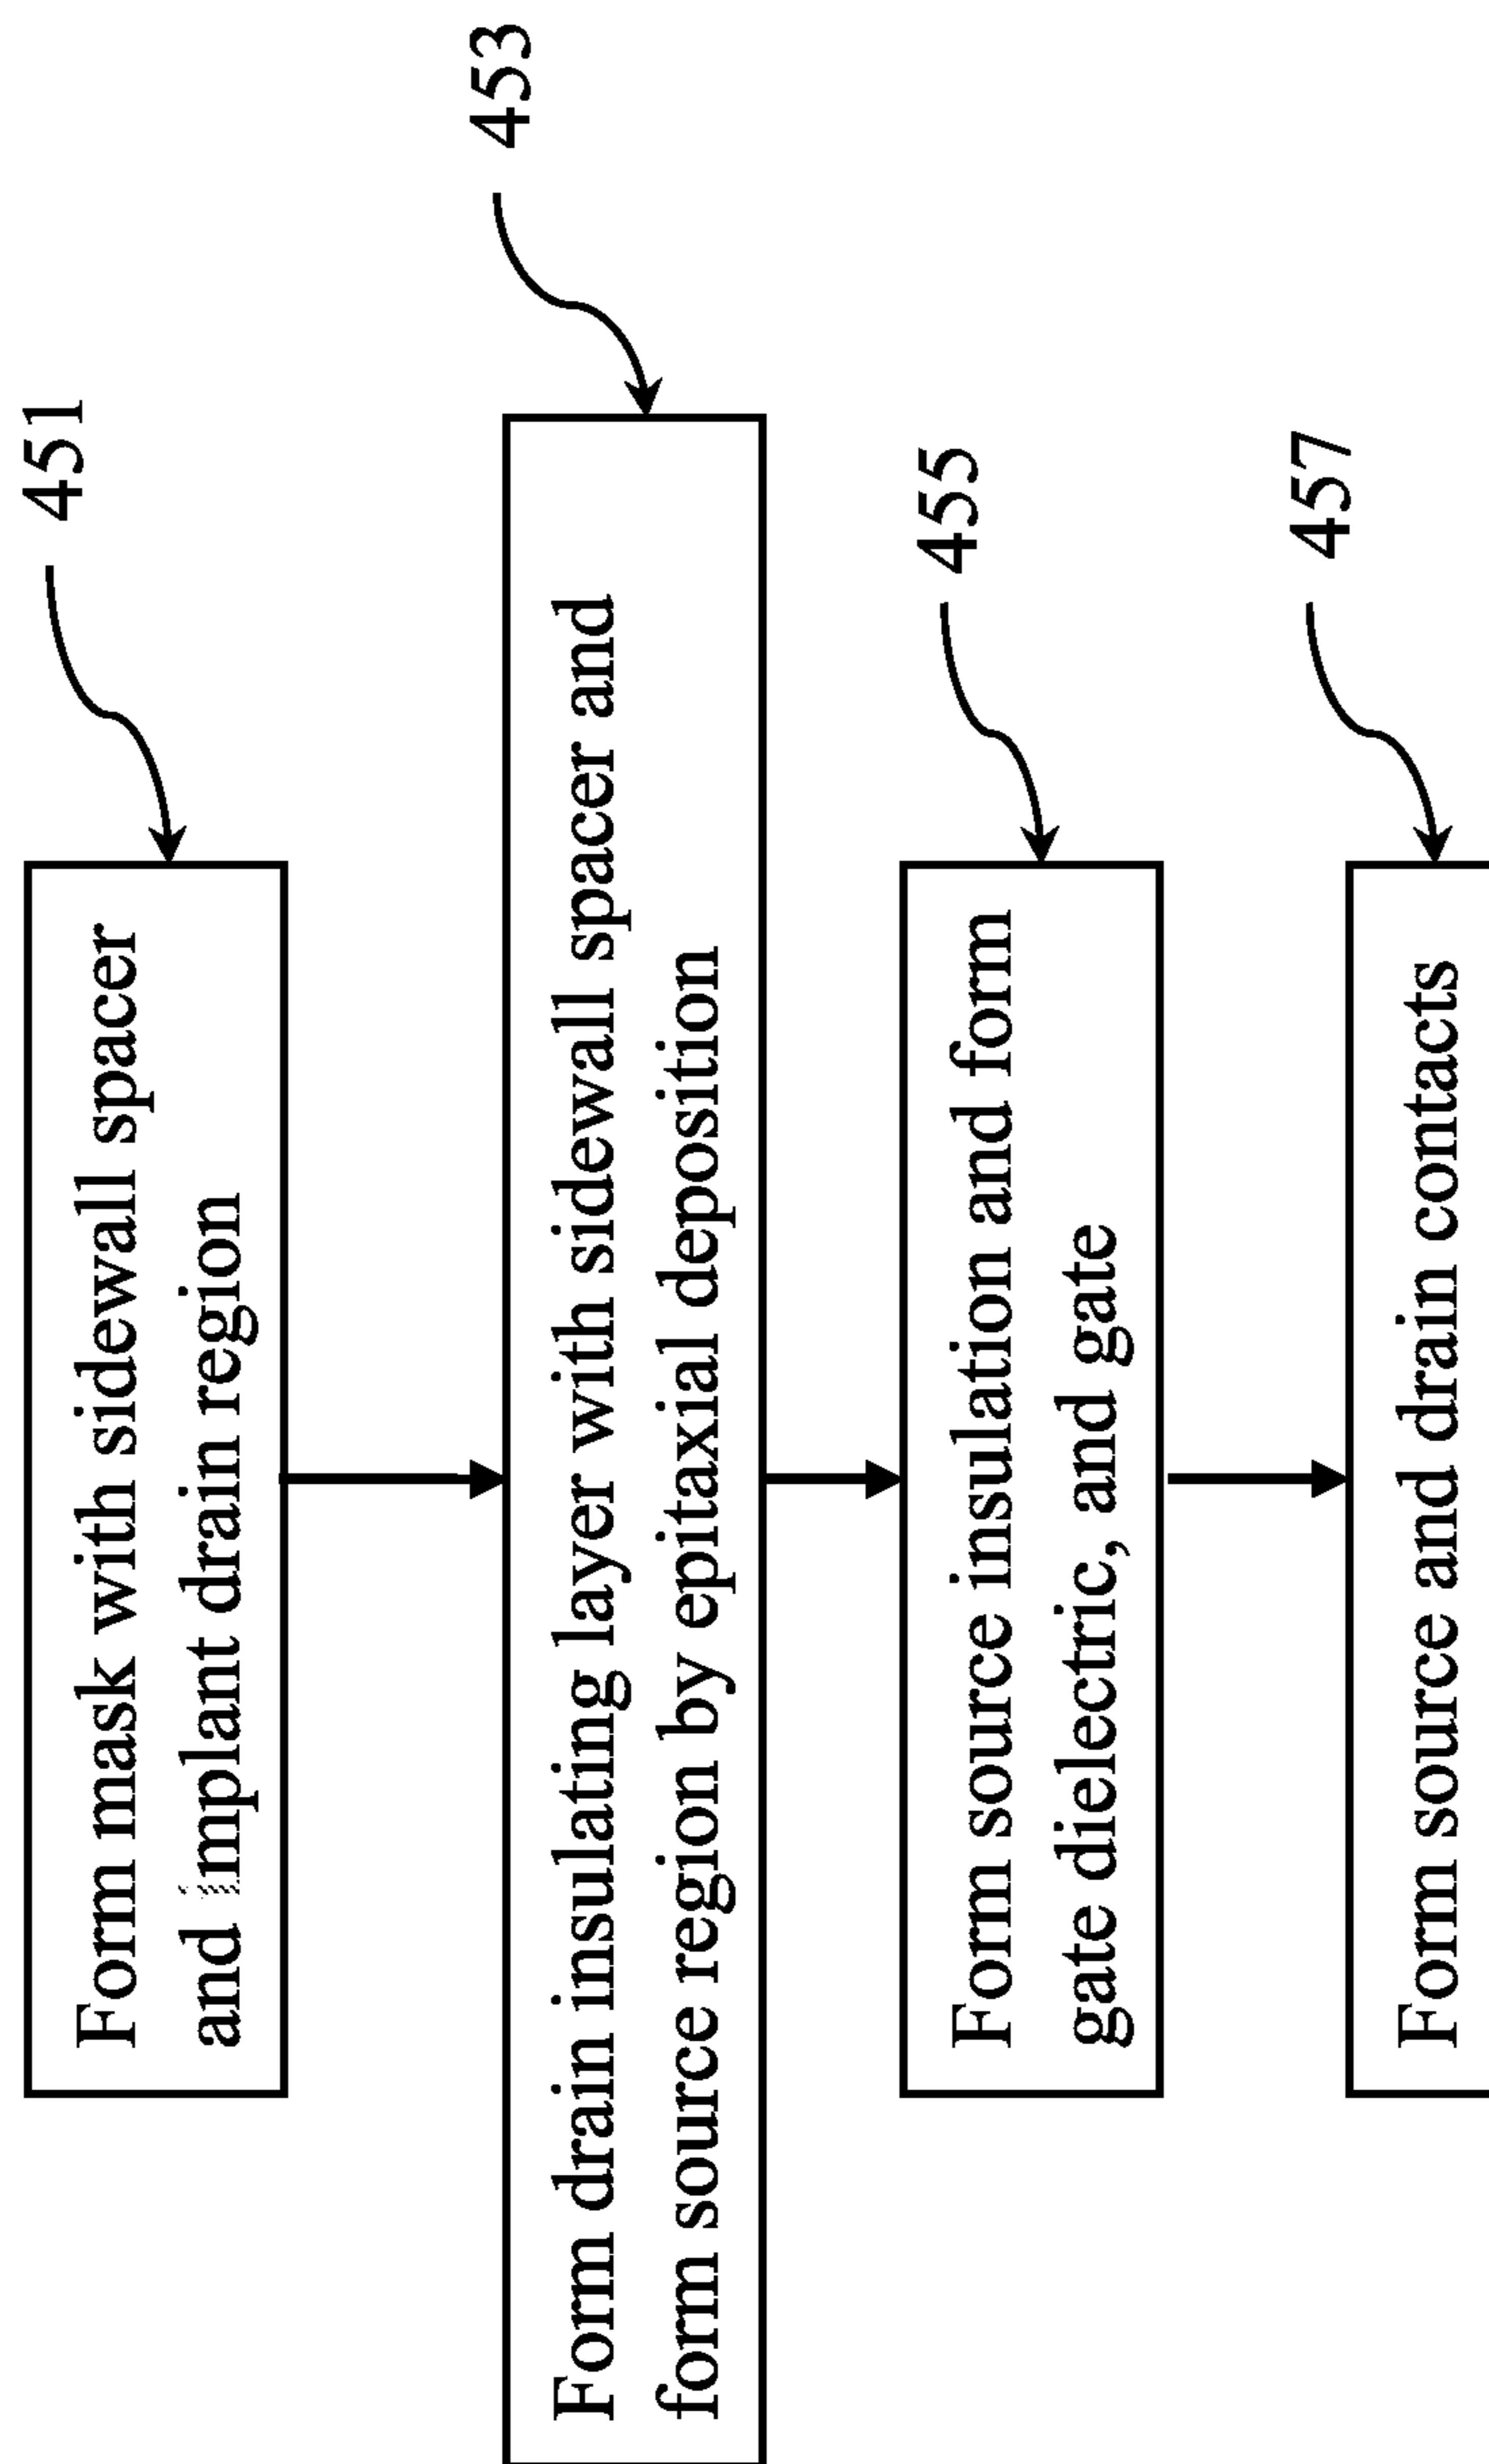 451
Form mask with sidewall spacer
and implant drain region
453
Form drain insulating layer with sidewall spacer and
form source region by epitaxial deposition
455
Form source insulation and form
gate dielectric, and gate
457
Form source and drain contacts